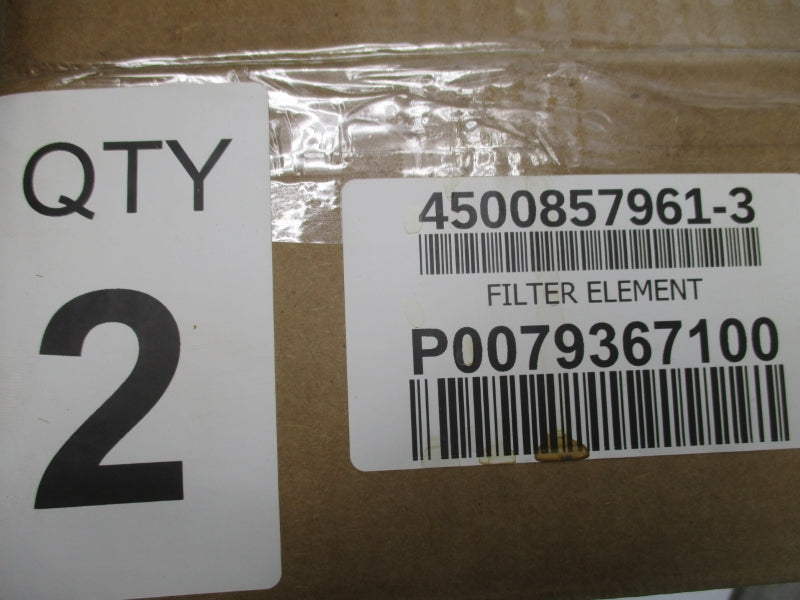 QTY
2
4500857961-3
FILTER ELEMENT
P0079367100